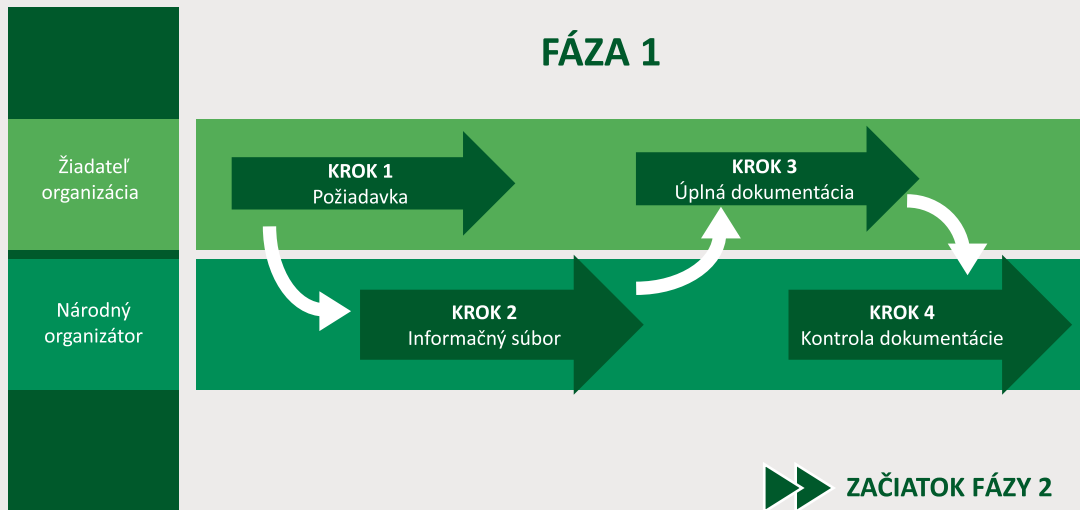 FÁZA 1
Žiadateľ
organizácia
KROK 1
Požiadavka
KROK 3
Úplná dokumentácia
Národný
organizátor
KROK 2
Informačný súbor
KROK 4
Kontrola dokumentácie
ZAČIATOK FÁZY 2